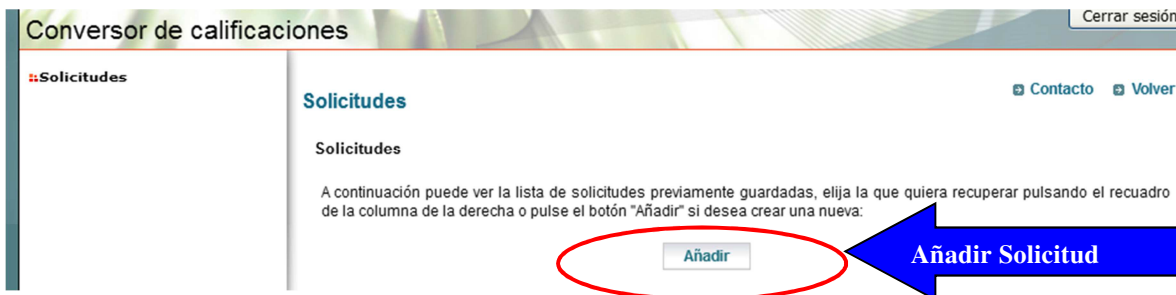 Cerrar sesión
Conversor de calificaciones
Solicitudes
Contacto Volver
Solicitudes
Solicitudes
A continuación puede ver la lista de solicitudes previamente guardadas, elija la que quiera recuperar pulsando el recuadro
de la columna de la derecha o pulse el botón "Añadir" si desea crear una nueva:
Añadir
Añadir Solicitud